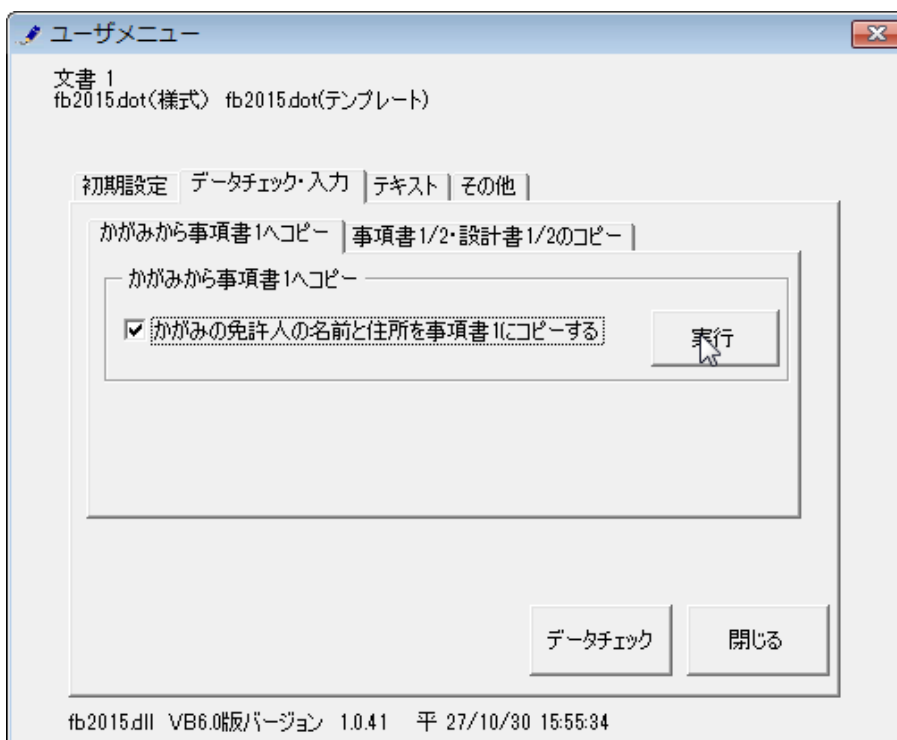 ユーザメニュー
文書 1
fb2015.dot(様式) fb2015.dot(テンプレート)
初期設定 データチェック・入力 テキスト その他
かがみから事項書1へコピー 事項書1/2・設計書1/2のコピー
かがみから事項書1へコピー
かがみの免許人の名前と住所を事項書1にコピーする
実行
データチェック 閉じる
fb2015.dll VB6.0版バージョン 1.0.41 平 27/10/30 15:55:34